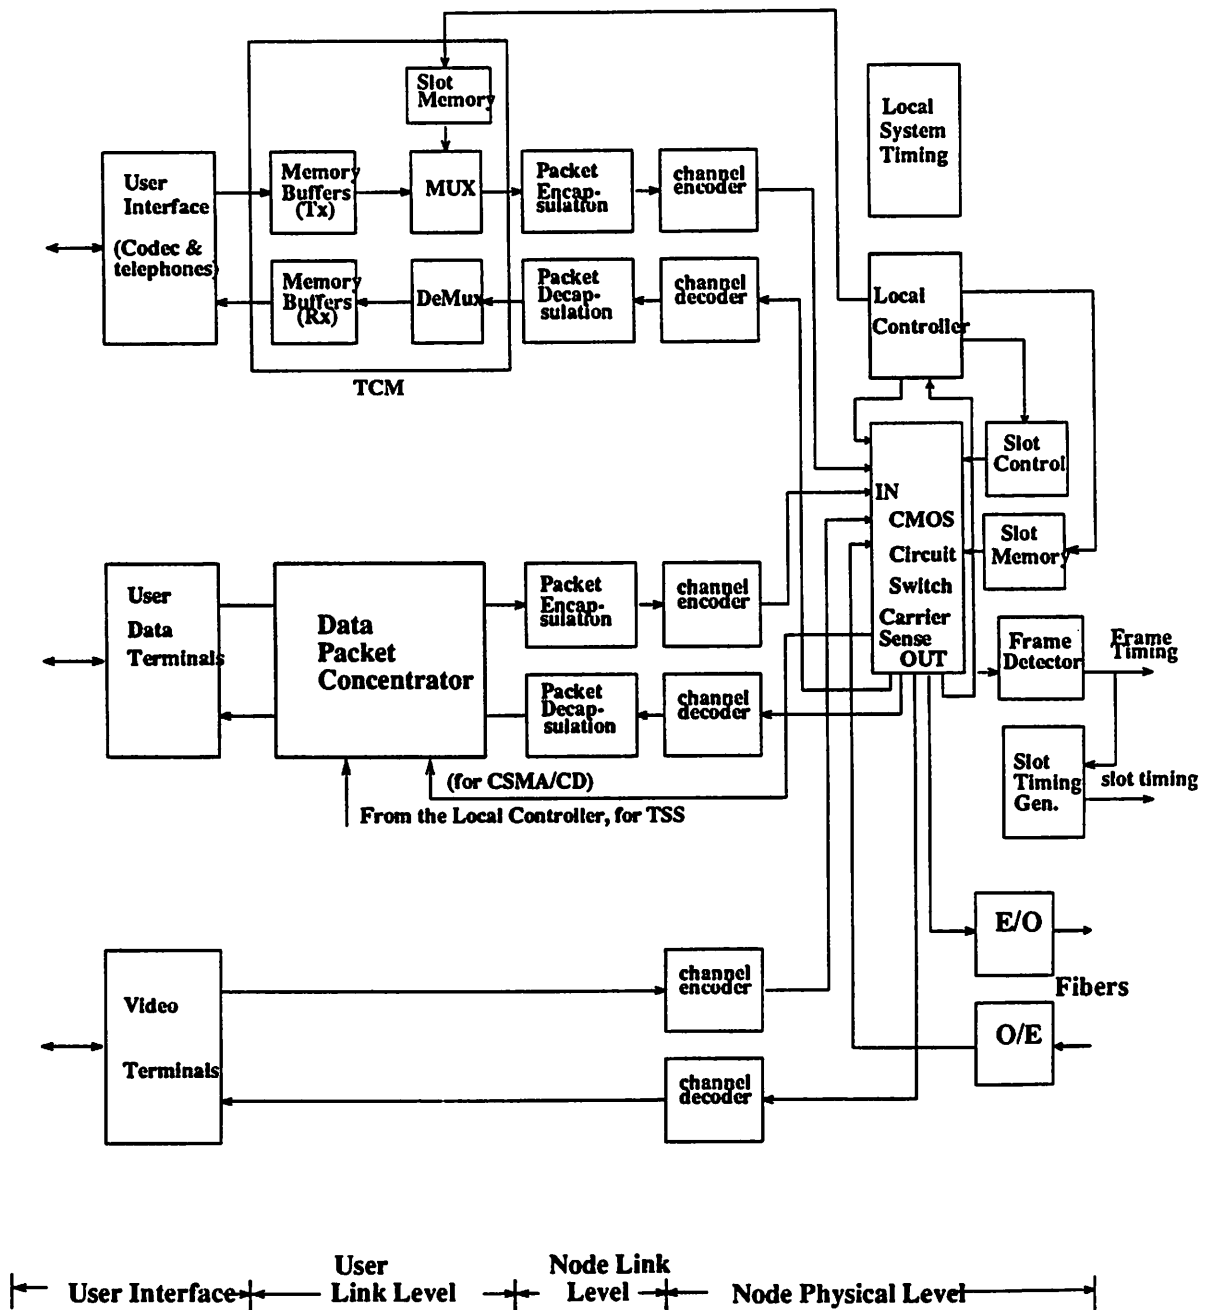 Slot
Memory
Local
System
Timing
User
Interface
(Codec &
telephones)
Memory
Buffers
(Tx)
MUX
Packet
Encap-
sulation
channel
encoder
Memory
Buffers
(Rx)
DeMux
Packet
Decap-
sulation
channel
decoder
TCM
Local
Controller
Slot
Control
IN
CMOS
Circuit
Switch
Carrier
Sense
OUT
Slot
Memory
User
Data
Terminals
Data
Packet
Concentrator
Packet
Encap-
sulation
channel
encoder
Packet
Decap-
sulation
channel
decoder
Frame
Detector
Frame
Timing
(for CSMA/CD)
From the Local Controller, for TSS
Slot
Timing
Gen.
slot timing
E/O
Fibers
O/E
Video
Terminals
channel
encoder
channel
decoder
User Interface
User
Link Level
Node Link
Level
Node Physical Level